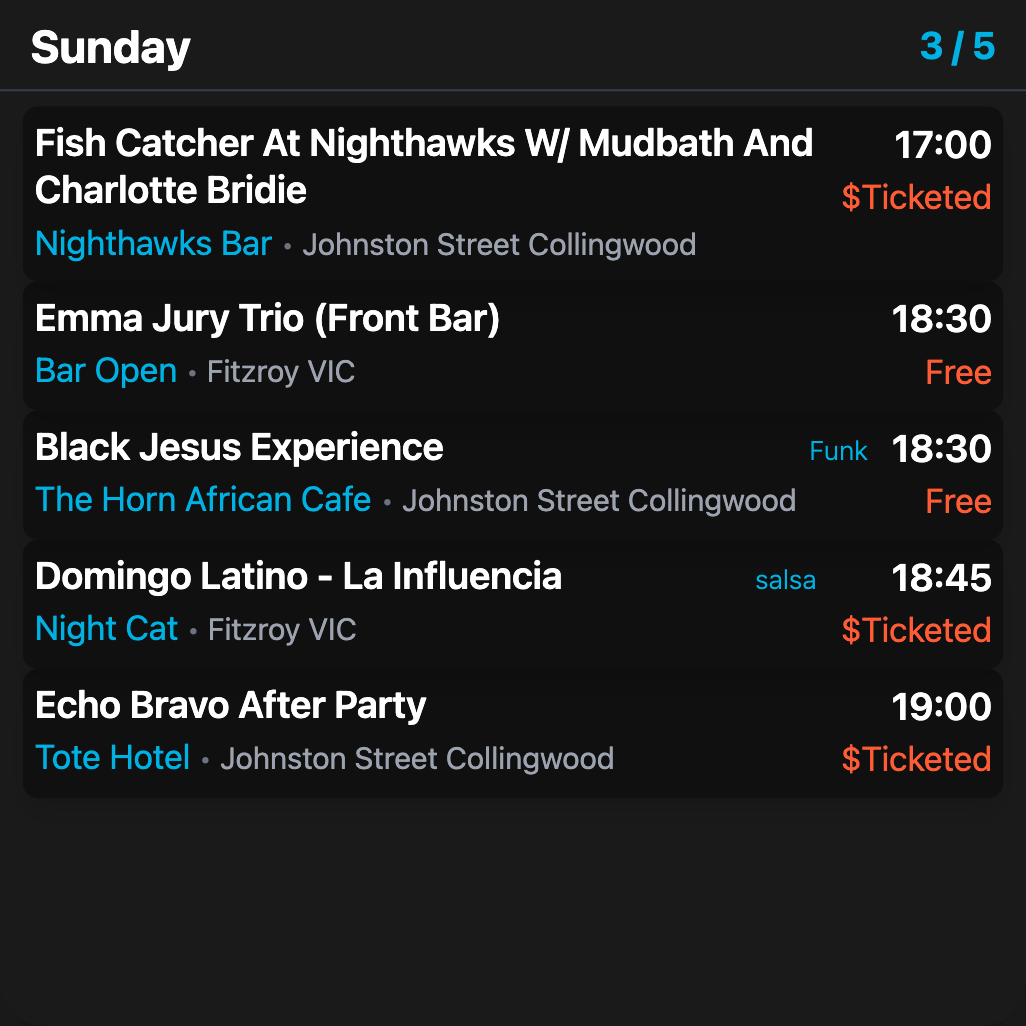 Sunday 3 / 5
Fish Catcher At Nighthawks W/ Mudbath And 17:00
Charlotte Bridie $Ticketed
Nighthawks Bar • Johnston Street Collingwood
Emma Jury Trio (Front Bar) 18:30
Bar Open • Fitzroy VIC Free
Black Jesus Experience Funk 18:30
The Horn African Cafe • Johnston Street Collingwood Free
Domingo Latino - La Influencia salsa 18:45
Night Cat • Fitzroy VIC $Ticketed
Echo Bravo After Party 19:00
Tote Hotel • Johnston Street Collingwood $Ticketed